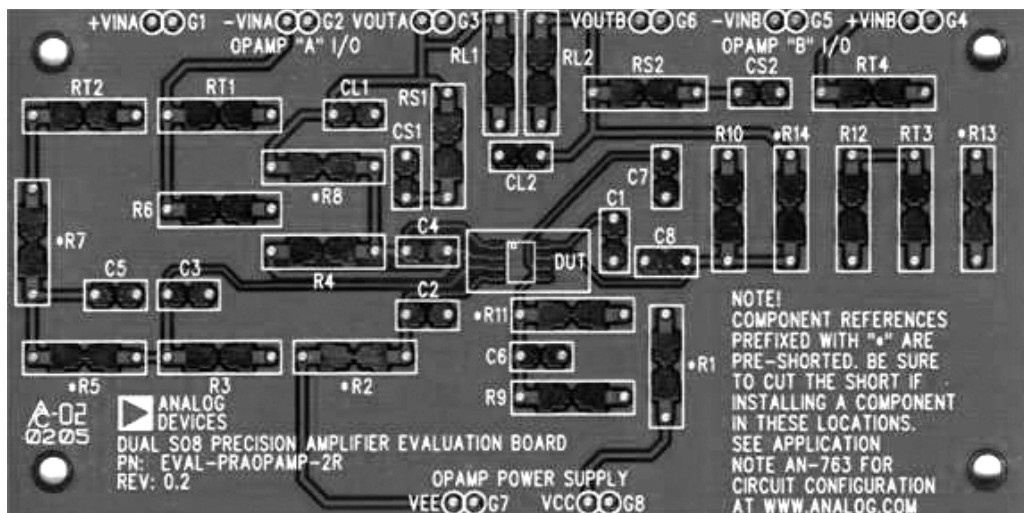 +VINA G1 -VINA G2 VOUTA G3 VOUTB G6 -VINB G5 +VINB G4
OPAMP "A" I/O OPAMP "B" I/O
RL1 RL2
RT2 RT1 CL1 RS1 RS2 CS2 RT4
CS1 R10 *R14 R12 RT3 *R13
*R8 CL2 C7
R6 C1
*R7 C4 C8
R4 DUT
C5 C3 C2
*R11
C6 *R1
*R5 R3 *R2
R9
NOTE!
COMPONENT REFERENCES
PREFIXED WITH "*" ARE
PRE-SHORTED. BE SURE
TO CUT THE SHORT IF
INSTALLING A COMPONENT
IN THESE LOCATIONS.
SEE APPLICATION
NOTE AN-763 FOR
CIRCUIT CONFIGURATION
AT WWW.ANALOG.COM
-02
0205
ANALOG
DEVICES
DUAL SO8 PRECISION AMPLIFIER EVALUATION BOARD
PN: EVAL-PRAOPAMP-2R
REV: 0.2
OPAMP POWER SUPPLY
VEE G7 VCC G8